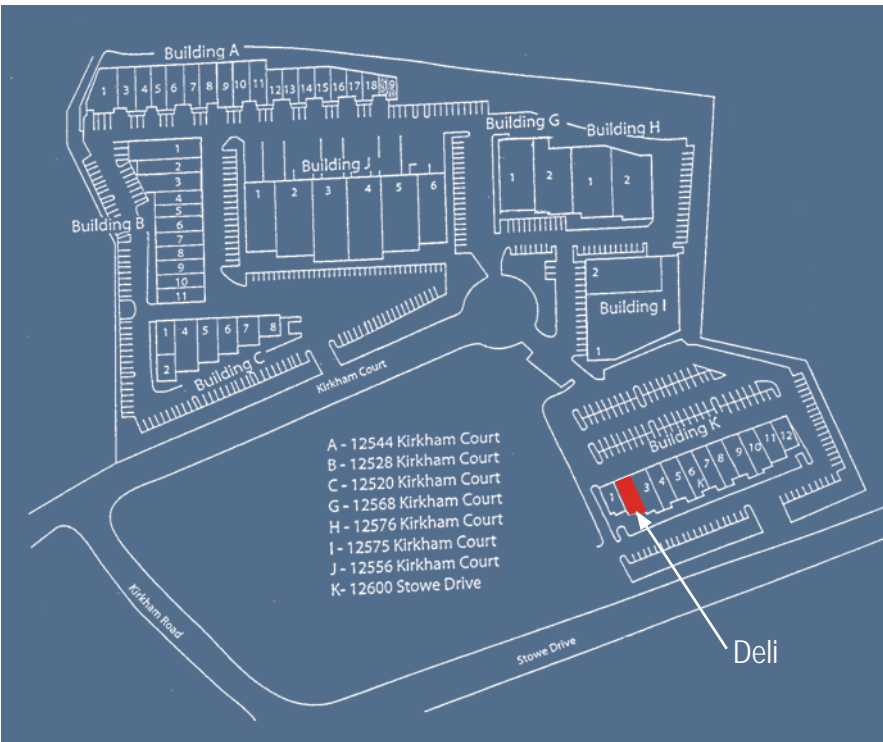 Building A
1 3 4 5 6 7 8 9 10 11 12 13 14 15 16 17 18 19
Building G
Building H
1 2 1 2
Building J
1 2 3 4 5 6
1
2
3
4
5
6
7
8
9
10
11
Building B
2
Building I
1
1 4 5 6 7 8
2
Building C
Kirkham Court
Building K
1 3 4 5 6 7 8 9 10 11 12
K
A - 12544 Kirkham Court
B - 12528 Kirkham Court
C - 12520 Kirkham Court
G - 12568 Kirkham Court
H - 12576 Kirkham Court
I - 12575 Kirkham Court
J - 12556 Kirkham Court
K- 12600 Stowe Drive
Kirkham Road
Stowe Drive
Deli